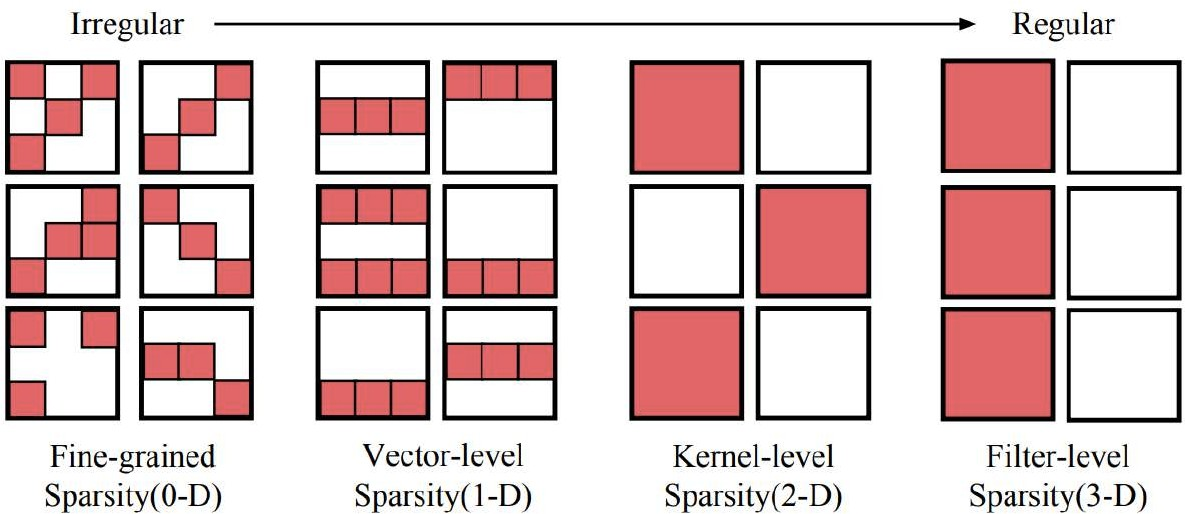 Irregular
Regular
Fine-grained
Sparsity(0-D)
Vector-level
Sparsity(1-D)
Kernel-level
Sparsity(2-D)
Filter-level
Sparsity(3-D)